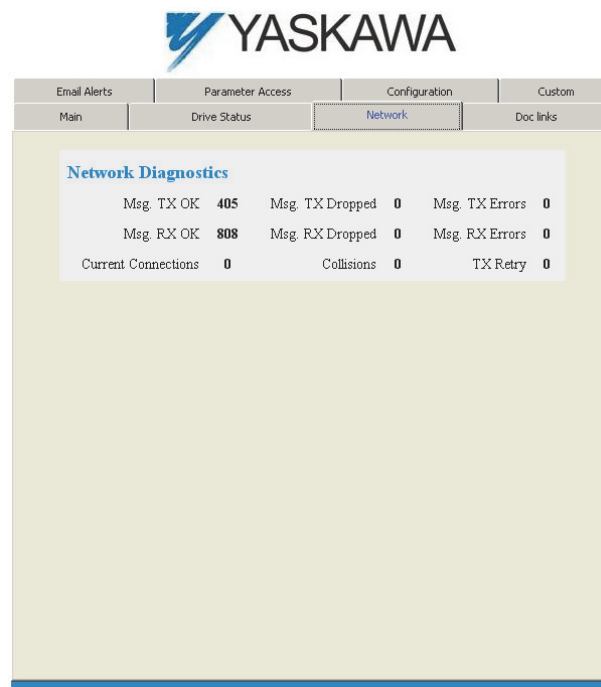 YASKAWA
Email Alerts Parameter Access Configuration Custom
Main Drive Status Network Doc links
Network Diagnostics
Msg. TX OK 405 Msg. TX Dropped 0 Msg. TX Errors 0
Msg. RX OK 808 Msg. RX Dropped 0 Msg. RX Errors 0
Current Connections 0 Collisions 0 TX Retry 0